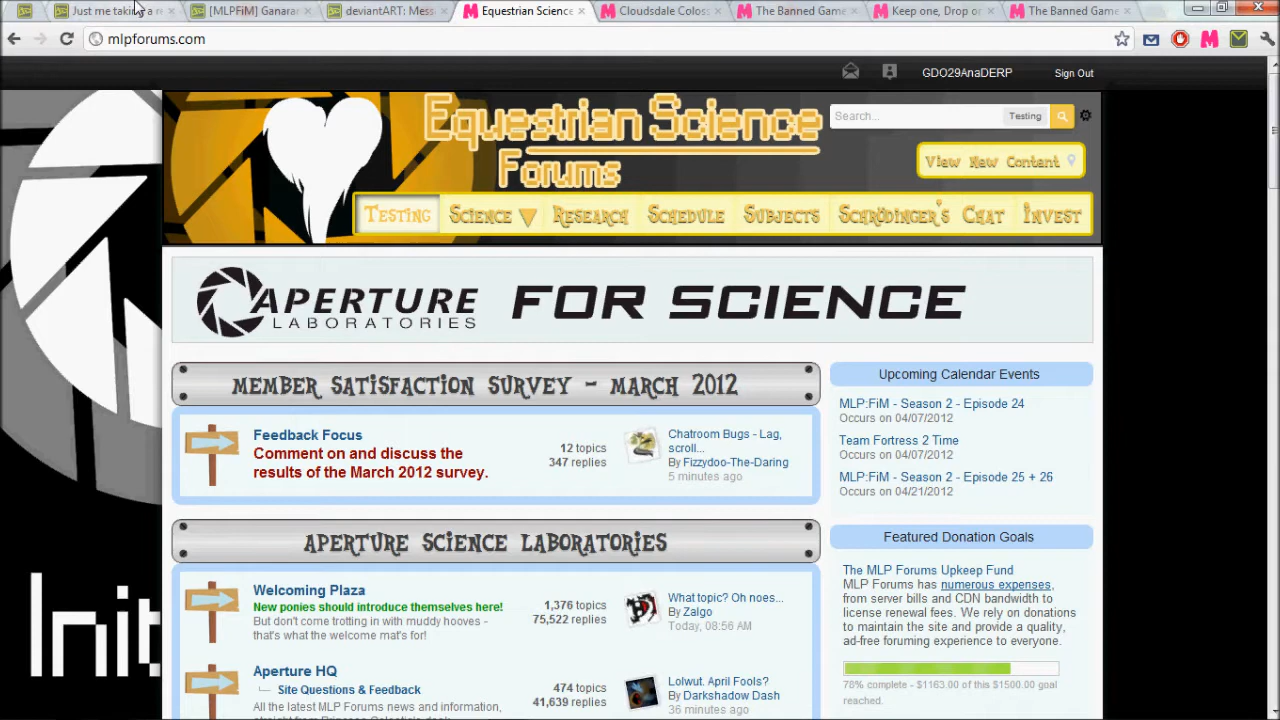 Just me taking a r
[MLPFiM] Ganarar
deviantART: Mess
Equestrian Science
Cloudsdale Coloss
The Banned Game
Keep one, Drop or
The Banned Game
mlpforums.com
GDO29AnaDERP
Sign Out
Equestrian Science
Forums
Search...
Testing
View New Content
Testing
Science
Research
Schedule
Subjects
Schrödinger's Chat
Invest
APERTURE
LABORATORIES
FOR SCIENCE
Member Satisfaction Survey - March 2012
Feedback Focus
Comment on and discuss the
results of the March 2012 survey.
12 topics
347 replies
Chatroom Bugs - Lag,
scroll...
By Fizzydoo-The-Daring
5 minutes ago
Aperture Science Laboratories
Welcoming Plaza
New ponies should introduce themselves here!
But don't come trotting in with muddy hooves -
that's what the welcome mat's for!
1,376 topics
75,522 replies
What topic? Oh noes...
By Zalgo
Today, 08:56 AM
Aperture HQ
Site Questions & Feedback
All the latest MLP Forums news and information,
straight from Princess Celestia's desk.
474 topics
41,639 replies
Lolwut. April Fools?
By Darkshadow Dash
36 minutes ago
Upcoming Calendar Events
MLP:FiM - Season 2 - Episode 24
Occurs on 04/07/2012
Team Fortress 2 Time
Occurs on 04/07/2012
MLP:FiM - Season 2 - Episode 25 + 26
Occurs on 04/21/2012
Featured Donation Goals
The MLP Forums Upkeep Fund
MLP Forums has numerous expenses,
from server bills and CDN bandwidth to
license renewal fees. We rely on donations
to maintain the site and provide a quality,
ad-free foruming experience to everyone.
78% complete - $1163.00 of the $1500.00 goal
reached.
Init